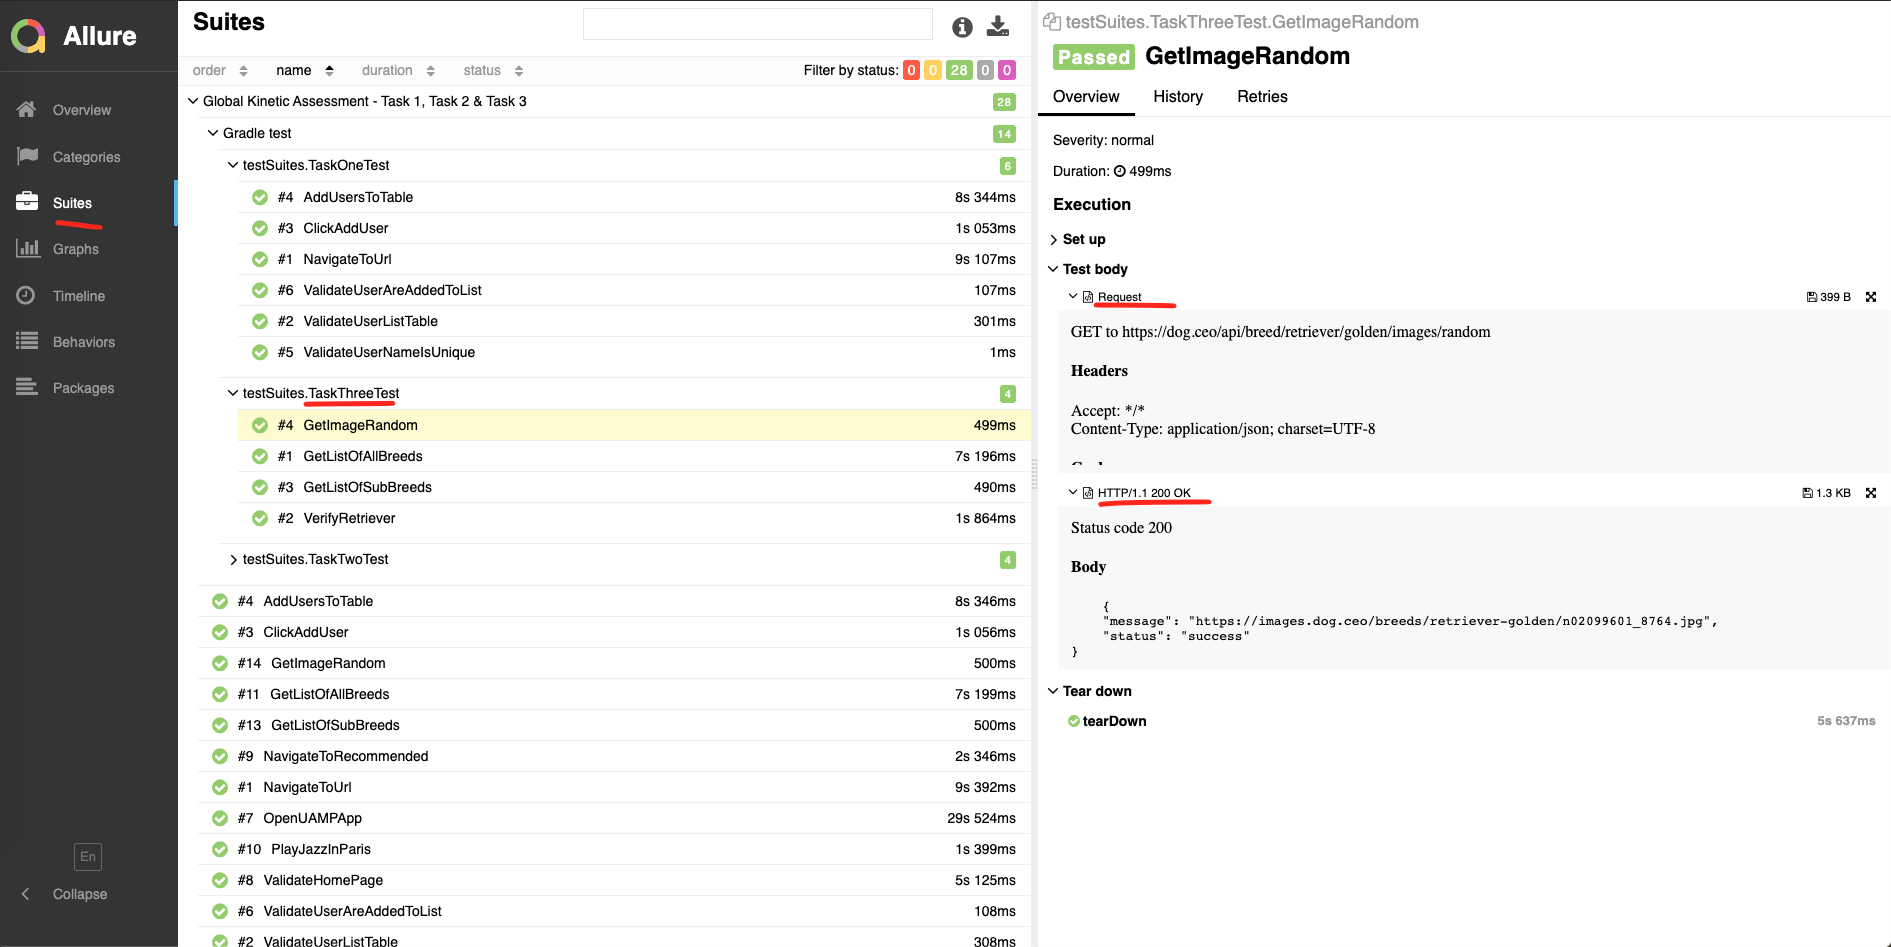 Allure
Overview
Categories
Suites
Graphs
Timeline
Behaviors
Packages
En
Collapse
Suites
order name duration status Filter by status: 0 0 28 0 0
Global Kinetic Assessment - Task 1, Task 2 & Task 3 28
Gradle test 14
testSuites.TaskOneTest 6
#4 AddUsersToTable 8s 344ms
#3 ClickAddUser 1s 053ms
#1 NavigateToUrl 9s 107ms
#6 ValidateUserAreAddedToList 107ms
#2 ValidateUserListTable 301ms
#5 ValidateUserNameIsUnique 1ms
testSuites.TaskThreeTest 4
#4 GetImageRandom 499ms
#1 GetListOfAllBreeds 7s 196ms
#3 GetListOfSubBreeds 490ms
#2 VerifyRetriever 1s 864ms
testSuites.TaskTwoTest 4
#4 AddUsersToTable 8s 346ms
#3 ClickAddUser 1s 056ms
#14 GetImageRandom 500ms
#11 GetListOfAllBreeds 7s 199ms
#13 GetListOfSubBreeds 500ms
#9 NavigateToRecommended 2s 346ms
#1 NavigateToUrl 9s 392ms
#7 OpenUAMPApp 29s 524ms
#10 PlayJazzInParis 1s 399ms
#8 ValidateHomePage 5s 125ms
#6 ValidateUserAreAddedToList 108ms
#2 ValidateUserListTable 308ms
testSuites.TaskThreeTest.GetImageRandom
Passed GetImageRandom
Overview History Retries
Severity: normal
Duration: 499ms
Execution
Set up
Test body
Request 399 B
GET to https://dog.ceo/api/breed/retriever/golden/images/random
Headers
Accept: */*
Content-Type: application/json; charset=UTF-8
HTTP/1.1 200 OK 1.3 KB
Status code 200
Body
{
"message": "https://images.dog.ceo/breeds/retriever-golden/n02099601_8764.jpg",
"status": "success"
}
Tear down
tearDown 5s 637ms